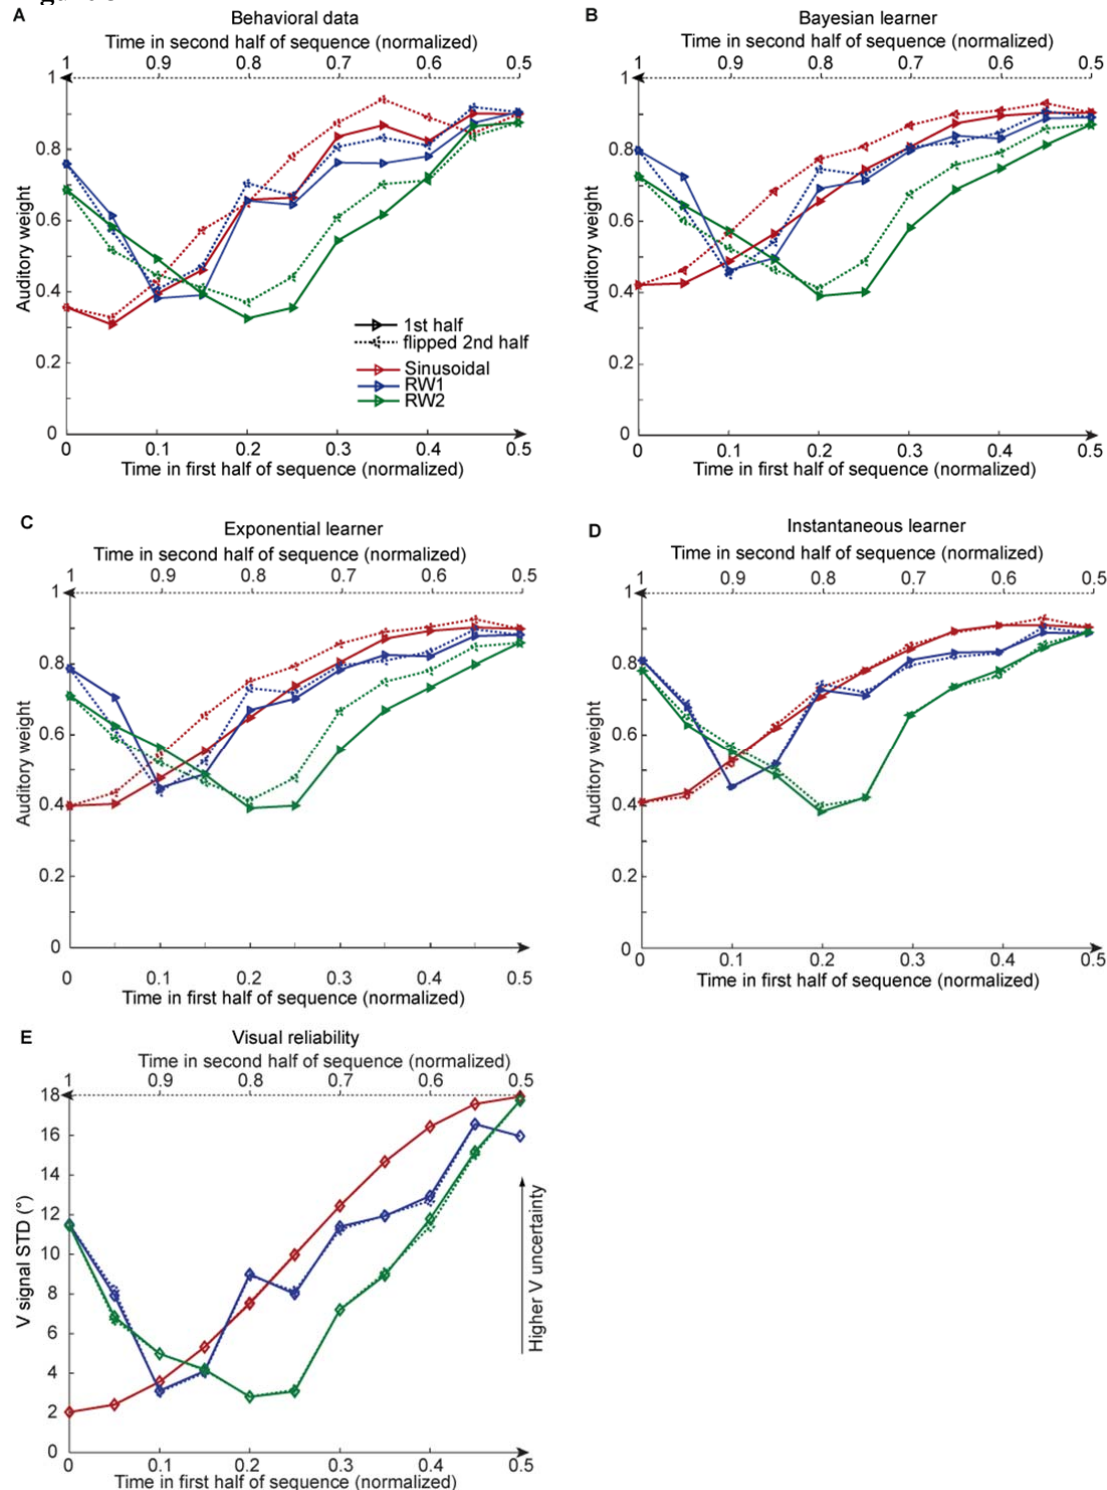 A
Behavioral data
Time in second half of sequence (normalized)
1 0.9 0.8 0.7 0.6 0.5
1
0.8
0.6
0.4
0.2
0
Auditory weight
1st half
flipped 2nd half
Sinusoidal
RW1
RW2
0 0.1 0.2 0.3 0.4 0.5
Time in first half of sequence (normalized)
B
Bayesian learner
Time in second half of sequence (normalized)
1 0.9 0.8 0.7 0.6 0.5
1
0.8
0.6
0.4
0.2
0
Auditory weight
0 0.1 0.2 0.3 0.4 0.5
Time in first half of sequence (normalized)
C
Exponential learner
Time in second half of sequence (normalized)
1 0.9 0.8 0.7 0.6 0.5
1
0.8
0.6
0.4
0.2
0
Auditory weight
0 0.1 0.2 0.3 0.4 0.5
Time in first half of sequence (normalized)
D
Instantaneous learner
Time in second half of sequence (normalized)
1 0.9 0.8 0.7 0.6 0.5
1
0.8
0.6
0.4
0.2
0
Auditory weight
0 0.1 0.2 0.3 0.4 0.5
Time in first half of sequence (normalized)
E
Visual reliability
Time in second half of sequence (normalized)
1 0.9 0.8 0.7 0.6 0.5
18
16
14
12
10
8
6
4
2
0
V signal STD (°)
Higher V uncertainty
0 0.1 0.2 0.3 0.4 0.5
Time in first half of sequence (normalized)